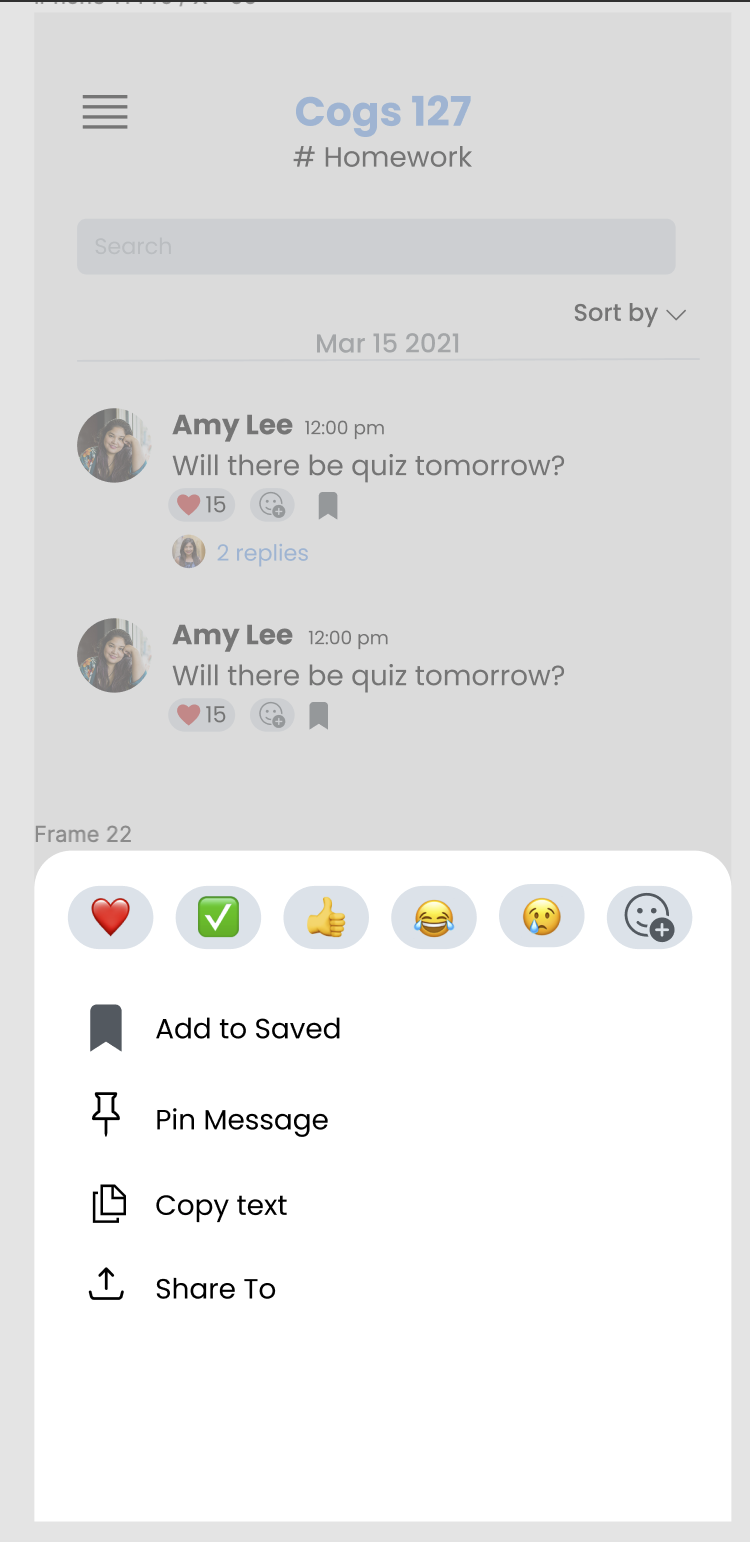 Cogs 127
# Homework
Search
Sort by
Mar 15 2021
Amy Lee 12:00 pm
Will there be quiz tomorrow?
15
2 replies
Amy Lee 12:00 pm
Will there be quiz tomorrow?
15
Frame 22
Add to Saved
Pin Message
Copy text
Share To